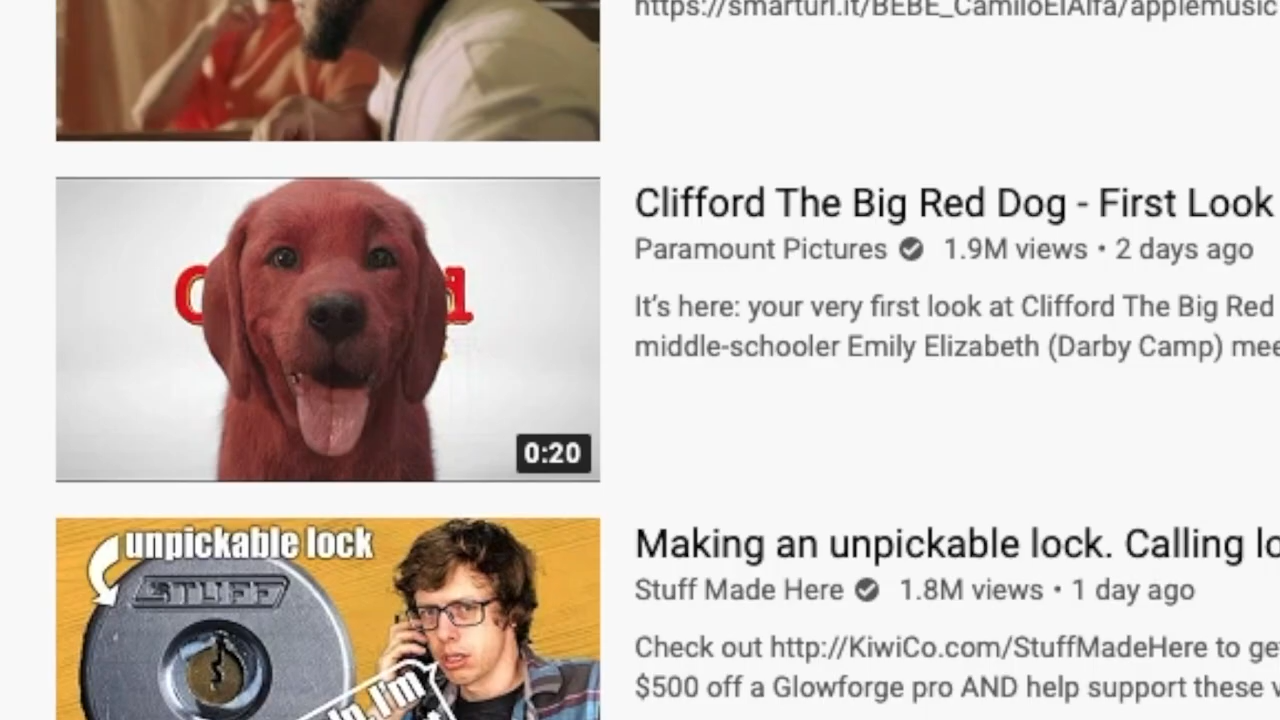 https://smarturl.it/BEBE_CamiloElAlfa/applemusic
Clifford The Big Red Dog - First Look
Paramount Pictures 1.9M views • 2 days ago
It's here: your very first look at Clifford The Big Red
middle-schooler Emily Elizabeth (Darby Camp) mee
C d
0:20
Making an unpickable lock. Calling lo
Stuff Made Here 1.8M views • 1 day ago
Check out http://KiwiCo.com/StuffMadeHere to ge
$500 off a Glowforge pro AND help support these v
unpickable lock
STUFF
I'm